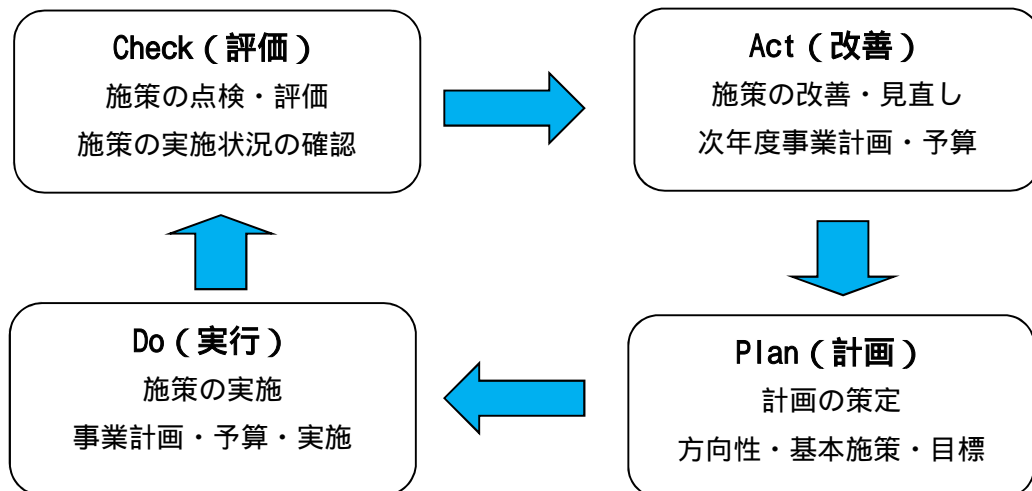 Check（評価）
施策の点検・評価
施策の実施状況の確認
Act（改善）
施策の改善・見直し
次年度事業計画・予算
Do（実行）
施策の実施
事業計画・予算・実施
Plan（計画）
計画の策定
方向性・基本施策・目標